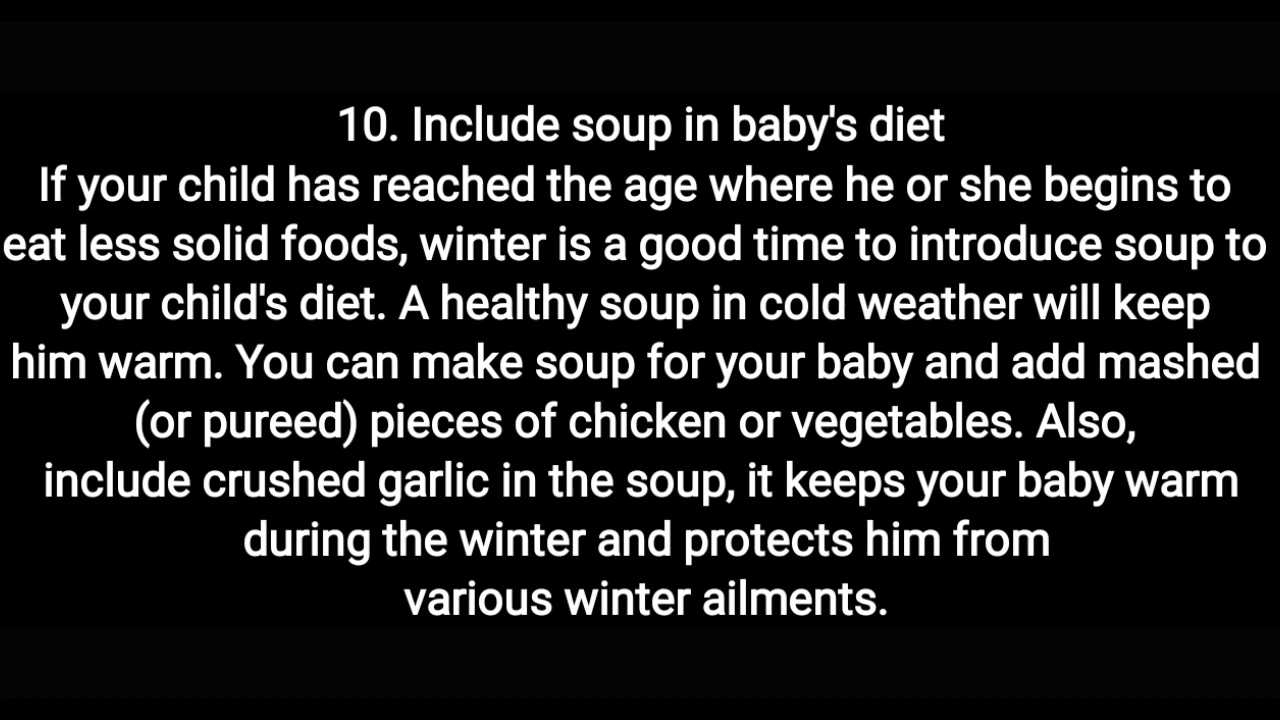 10. Include soup in baby's diet
If your child has reached the age where he or she begins to
eat less solid foods, winter is a good time to introduce soup to
your child's diet. A healthy soup in cold weather will keep
him warm. You can make soup for your baby and add mashed
(or pureed) pieces of chicken or vegetables. Also,
include crushed garlic in the soup, it keeps your baby warm
during the winter and protects him from
various winter ailments.